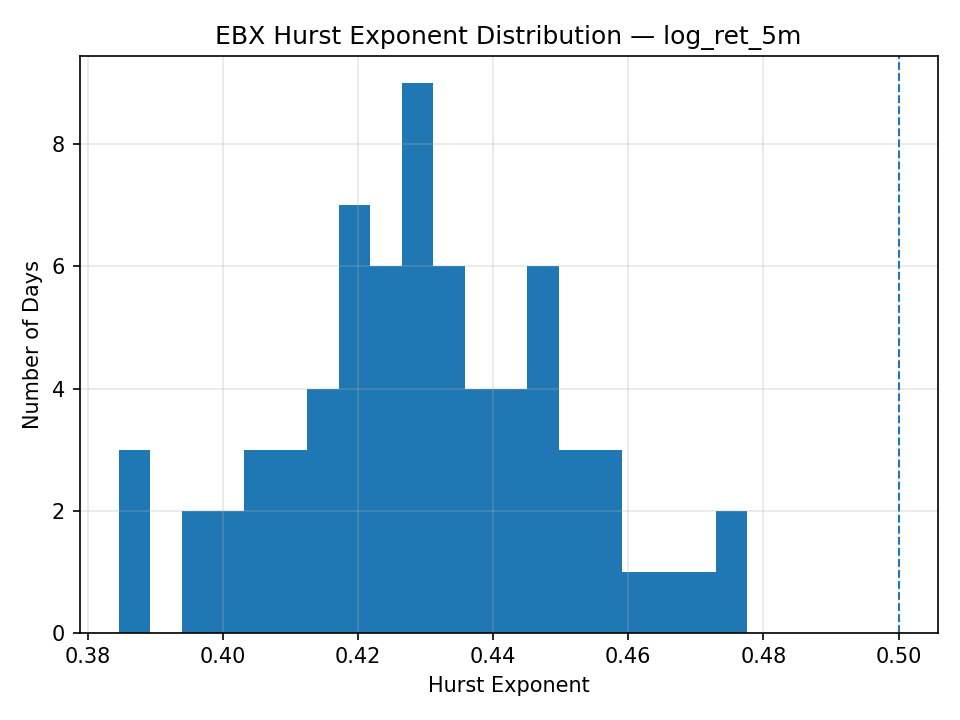 EBX Hurst Exponent Distribution — log_ret_5m
Number of Days
8
6
4
2
0
0.38 0.40 0.42 0.44 0.46 0.48 0.50
Hurst Exponent